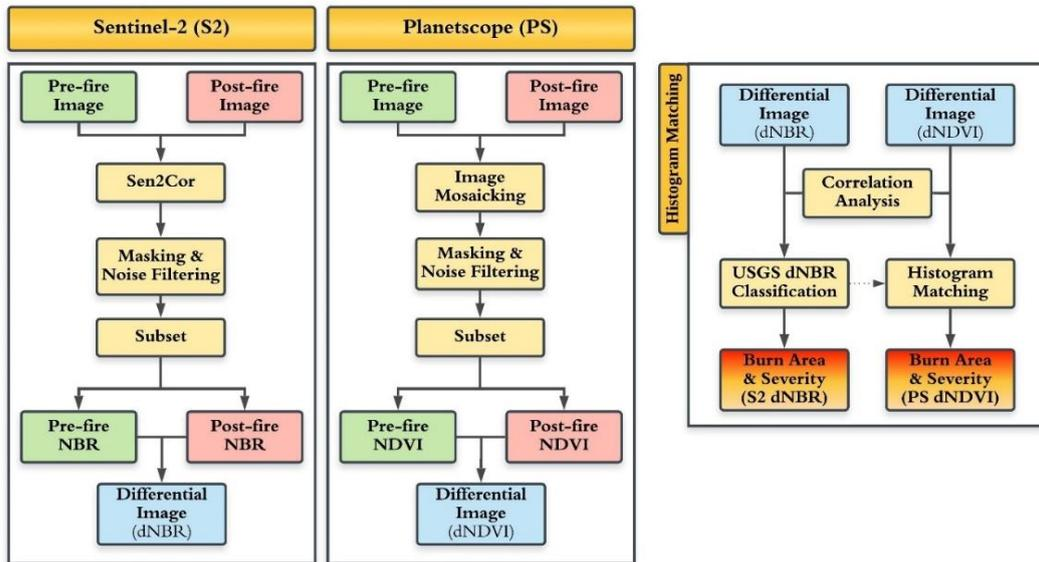 Sentinel-2 (S2)
Pre-fire
Image
Post-fire
Image
Sen2Cor
Masking &
Noise Filtering
Subset
Pre-fire
NBR
Post-fire
NBR
Differential
Image
(dNBR)
Planetscope (PS)
Pre-fire
Image
Post-fire
Image
Image
Mosaicking
Masking &
Noise Filtering
Subset
Pre-fire
NDVI
Post-fire
NDVI
Differential
Image
(dNDVI)
Histogram Matching
Differential
Image
(dNBR)
Differential
Image
(dNDVI)
Correlation
Analysis
USGS dNBR
Classification
Histogram
Matching
Burn Area
& Severity
(S2 dNBR)
Burn Area
& Severity
(PS dNDVI)